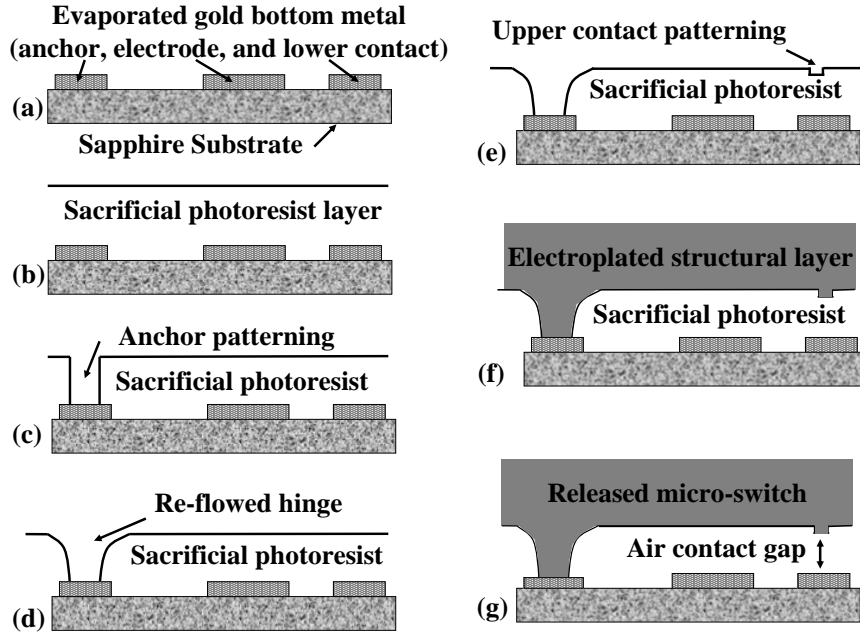 Evaporated gold bottom metal
(anchor, electrode, and lower contact)
(a)
Sapphire Substrate
Sacrificial photoresist layer
(b)
Anchor patterning
Sacrificial photoresist
(c)
Re-flowed hinge
Sacrificial photoresist
(d)
Upper contact patterning
Sacrificial photoresist
(e)
Electroplated structural layer
Sacrificial photoresist
(f)
Released micro-switch
Air contact gap
(g)